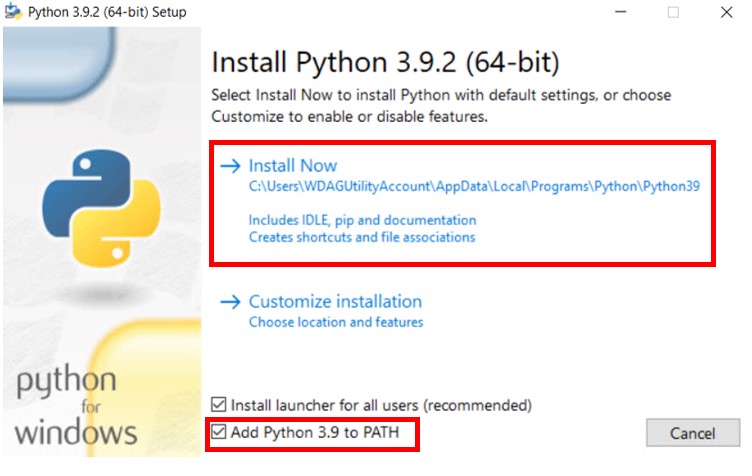 Python 3.9.2 (64-bit) Setup
Install Python 3.9.2 (64-bit)
Select Install Now to install Python with default settings, or choose
Customize to enable or disable features.
Install Now
C:\Users\WDAGUtilityAccount\AppData\Local\Programs\Python\Python39
Includes IDLE, pip and documentation
Creates shortcuts and file associations
Customize installation
Choose location and features
python
for
windows
Install launcher for all users (recommended)
Add Python 3.9 to PATH
Cancel